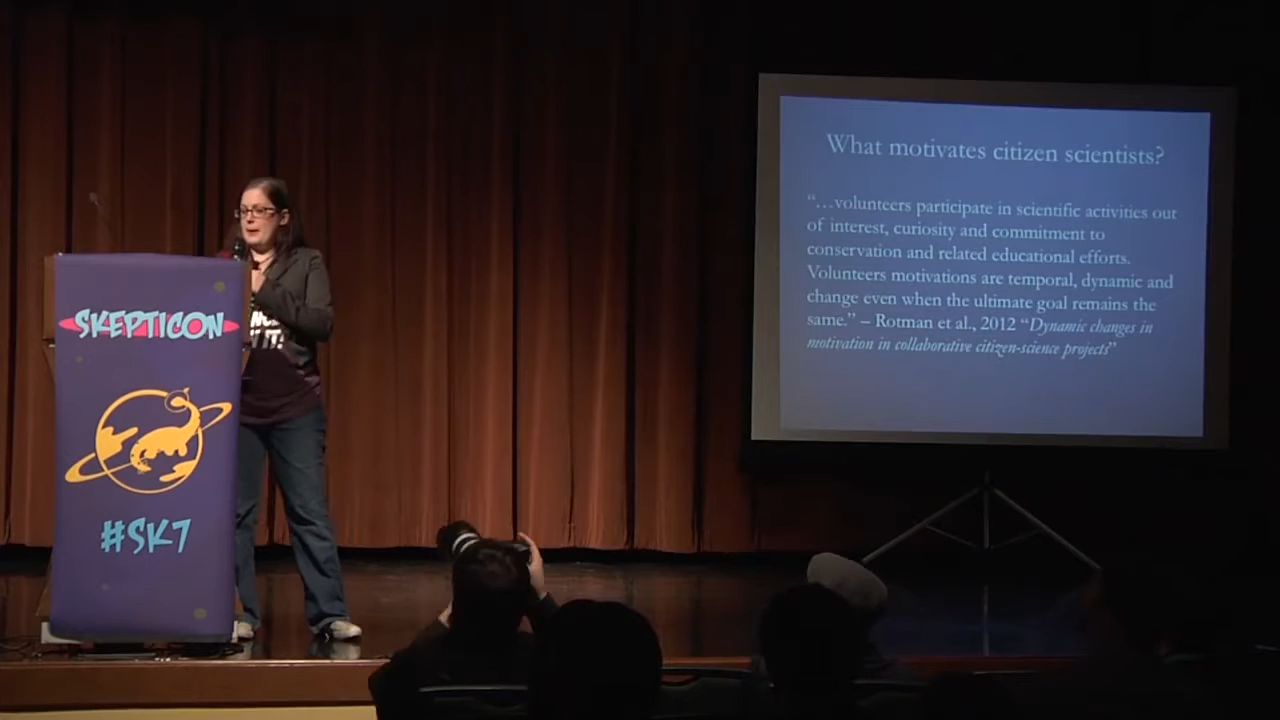 SKEPTICON
#SK7
IT!
What motivates citizen scientists?
“…volunteers participate in scientific activities out
of interest, curiosity and commitment to
conservation and related educational efforts.
Volunteers motivations are temporal, dynamic and
change even when the ultimate goal remains the
same.” – Rotman et al., 2012 “Dynamic changes in
motivation in collaborative citizen-science projects”